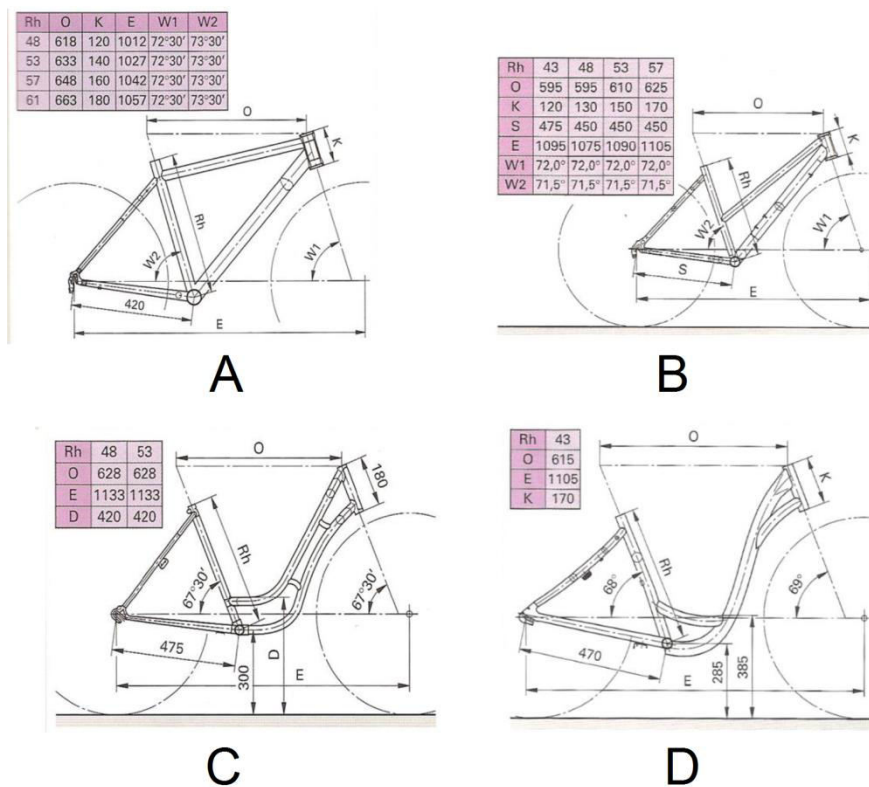 Rh O K E W1 W2
48 618 120 1012 72°30′ 73°30′
53 633 140 1027 72°30′ 73°30′
57 648 160 1042 72°30′ 73°30′
61 663 180 1057 72°30′ 73°30′
O
K
Rh
W2
W1
420
E
A
Rh 43 48 53 57
O 595 595 610 625
K 120 130 150 170
S 475 450 450 450
E 1095 1075 1090 1105
W1 72,0° 72,0° 72,0° 72,0°
W2 71,5° 71,5° 71,5° 71,5°
O
K
Rh
W2
W1
S
E
B
Rh 48 53
O 628 628
E 1133 1133
D 420 420
O
180
Rh
67°30′
67°30′
475
300
D
E
C
Rh 43
O 615
E 1105
K 170
O
K
Rh
68°
69°
470
285
385
E
D